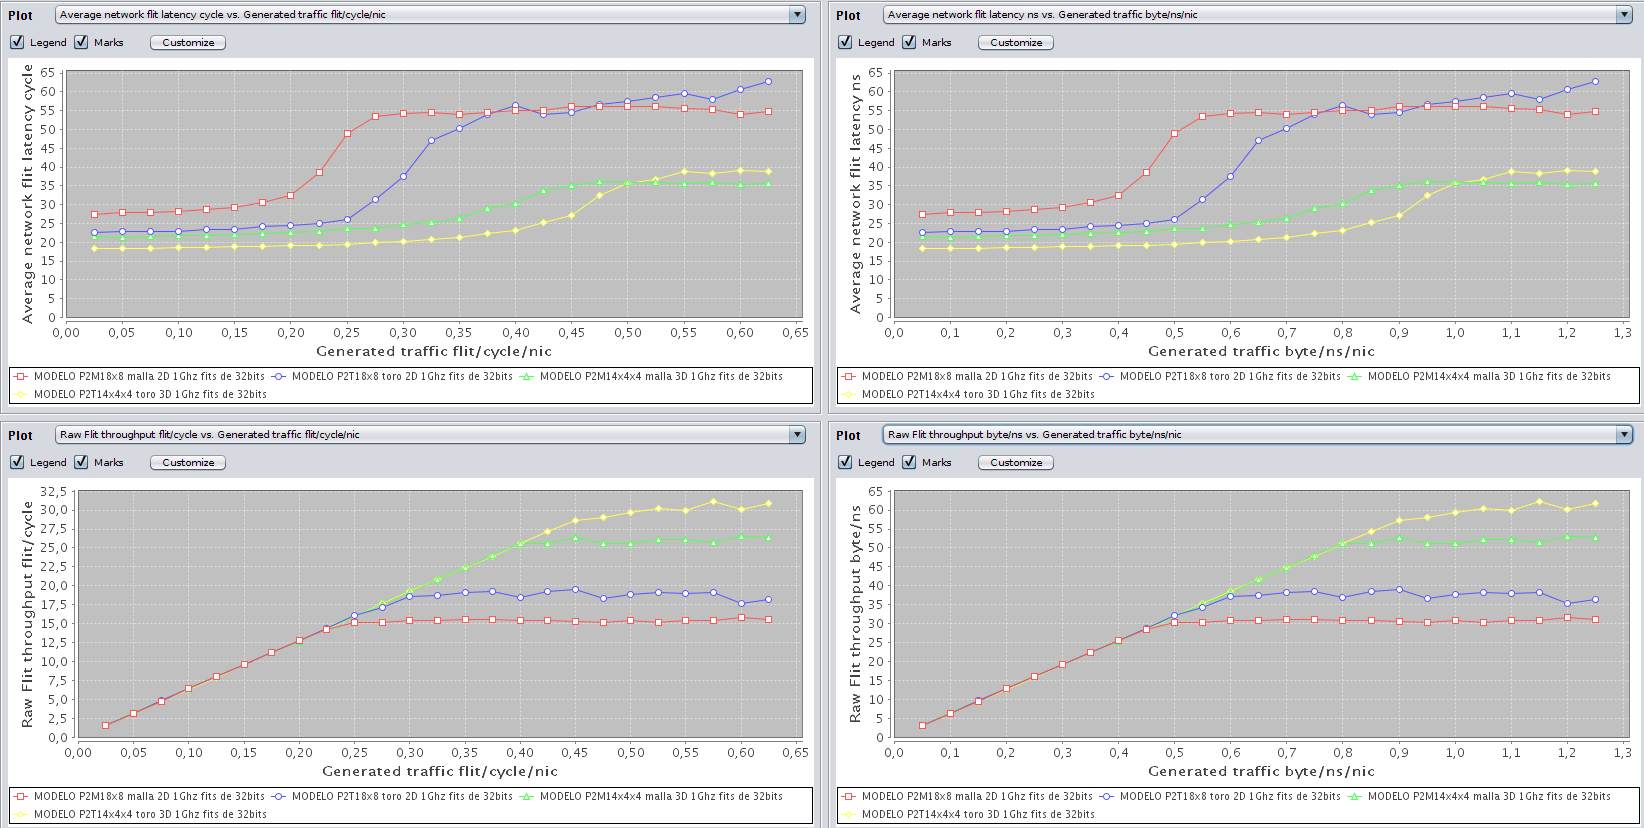 Plot Average network flit latency cycle vs. Generated traffic flit/cycle/nic
Legend Marks Customize
Average network flit latency cycle
65
60
55
50
45
40
35
30
25
20
15
10
5
0
0,00 0,05 0,10 0,15 0,20 0,25 0,30 0,35 0,40 0,45 0,50 0,55 0,60 0,65
Generated traffic flit/cycle/nic
MODELO P2M18x8 malla 2D 1Ghz fits de 32bits MODELO P2T18x8 toro 2D 1Ghz fits de 32bits MODELO P2M14x4x4 malla 3D 1Ghz fits de 32bits
MODELO P2T14x4x4 toro 3D 1Ghz fits de 32bits
Plot Average network flit latency ns vs. Generated traffic byte/ns/nic
Legend Marks Customize
Average network flit latency ns
65
60
55
50
45
40
35
30
25
20
15
10
5
0
0,0 0,1 0,2 0,3 0,4 0,5 0,6 0,7 0,8 0,9 1,0 1,1 1,2 1,3
Generated traffic byte/ns/nic
MODELO P2M18x8 malla 2D 1Ghz fits de 32bits MODELO P2T18x8 toro 2D 1Ghz fits de 32bits MODELO P2M14x4x4 malla 3D 1Ghz fits de 32bits
MODELO P2T14x4x4 toro 3D 1Ghz fits de 32bits
Plot Raw Flit throughput flit/cycle vs. Generated traffic flit/cycle/nic
Legend Marks Customize
Raw Flit throughput flit/cycle
32,5
30,0
27,5
25,0
22,5
20,0
17,5
15,0
12,5
10,0
7,5
5,0
2,5
0,0
0,00 0,05 0,10 0,15 0,20 0,25 0,30 0,35 0,40 0,45 0,50 0,55 0,60 0,65
Generated traffic flit/cycle/nic
MODELO P2M18x8 malla 2D 1Ghz fits de 32bits MODELO P2T18x8 toro 2D 1Ghz fits de 32bits MODELO P2M14x4x4 malla 3D 1Ghz fits de 32bits
MODELO P2T14x4x4 toro 3D 1Ghz fits de 32bits
Plot Raw Flit throughput byte/ns vs. Generated traffic byte/ns/nic
Legend Marks Customize
Raw Flit throughput byte/ns
65
60
55
50
45
40
35
30
25
20
15
10
5
0
0,0 0,1 0,2 0,3 0,4 0,5 0,6 0,7 0,8 0,9 1,0 1,1 1,2 1,3
Generated traffic byte/ns/nic
MODELO P2M18x8 malla 2D 1Ghz fits de 32bits MODELO P2T18x8 toro 2D 1Ghz fits de 32bits MODELO P2M14x4x4 malla 3D 1Ghz fits de 32bits
MODELO P2T14x4x4 toro 3D 1Ghz fits de 32bits